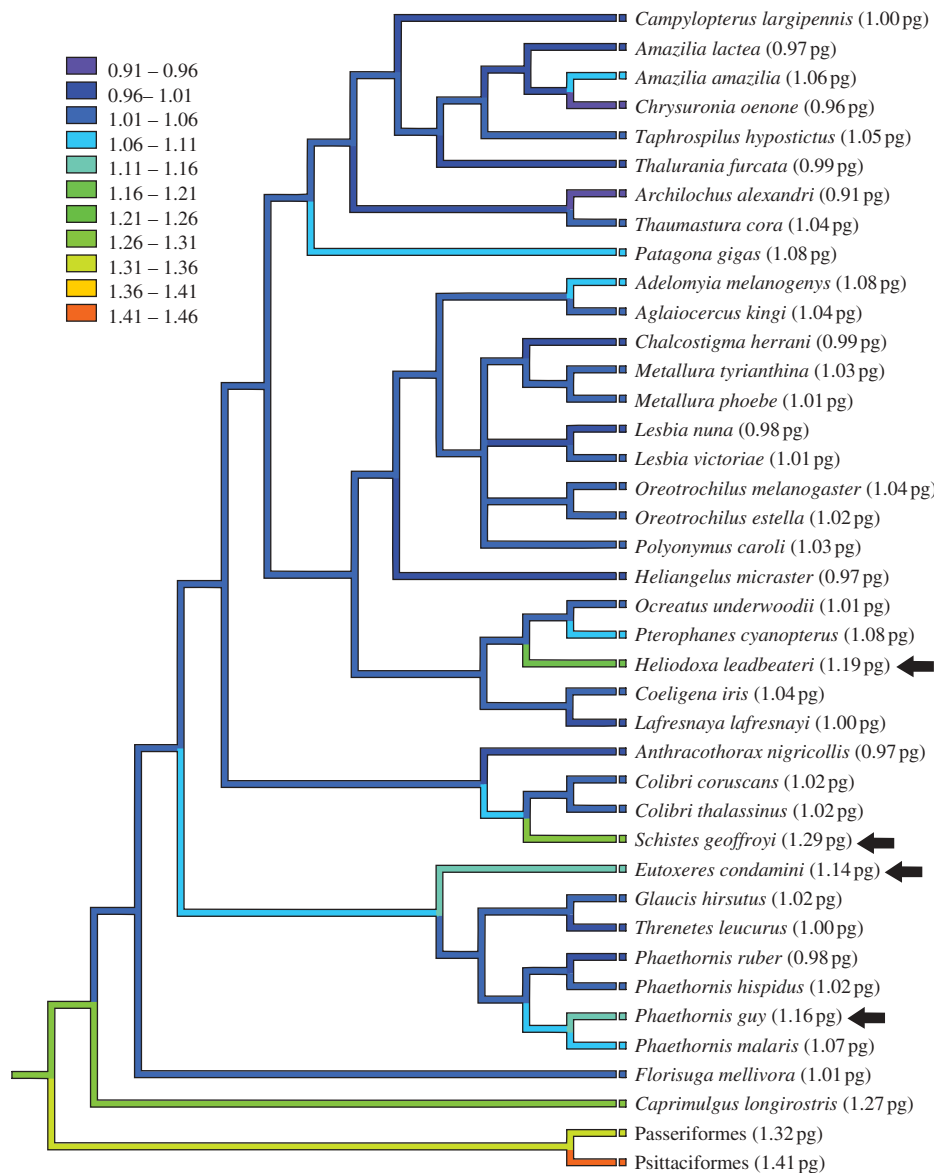 0.91 – 0.96
0.96– 1.01
1.01 – 1.06
1.06 – 1.11
1.11 – 1.16
1.16 – 1.21
1.21 – 1.26
1.26 – 1.31
1.31 – 1.36
1.36 – 1.41
1.41 – 1.46
Campylopterus largipennis (1.00 pg)
Amazilia lactea (0.97 pg)
Amazilia amazilia (1.06 pg)
Chrysuronia oenone (0.96 pg)
Taphrospilus hypostictus (1.05 pg)
Thalurania furcata (0.99 pg)
Archilochus alexandri (0.91 pg)
Thaumastura cora (1.04 pg)
Patagona gigas (1.08 pg)
Adelomyia melanogenys (1.08 pg)
Aglaiocercus kingi (1.04 pg)
Chalcostigma herrani (0.99 pg)
Metallura tyrianthina (1.03 pg)
Metallura phoebe (1.01 pg)
Lesbia nuna (0.98 pg)
Lesbia victoriae (1.01 pg)
Oreotrochilus melanogaster (1.04 pg)
Oreotrochilus estella (1.02 pg)
Polyonymus caroli (1.03 pg)
Heliangelus micraster (0.97 pg)
Ocreatus underwoodii (1.01 pg)
Pterophanes cyanopterus (1.08 pg)
Heliodoxa leadbeateri (1.19 pg)
Coeligena iris (1.04 pg)
Lafresnaya lafresnayi (1.00 pg)
Anthracothorax nigricollis (0.97 pg)
Colibri coruscans (1.02 pg)
Colibri thalassinus (1.02 pg)
Schistes geoffroyi (1.29 pg)
Eutoxeres condamini (1.14 pg)
Glaucis hirsutus (1.02 pg)
Threnetes leucurus (1.00 pg)
Phaethornis ruber (0.98 pg)
Phaethornis hispidus (1.02 pg)
Phaethornis guy (1.16 pg)
Phaethornis malaris (1.07 pg)
Florisuga mellivora (1.01 pg)
Caprimulgus longirostris (1.27 pg)
Passeriformes (1.32 pg)
Psittaciformes (1.41 pg)